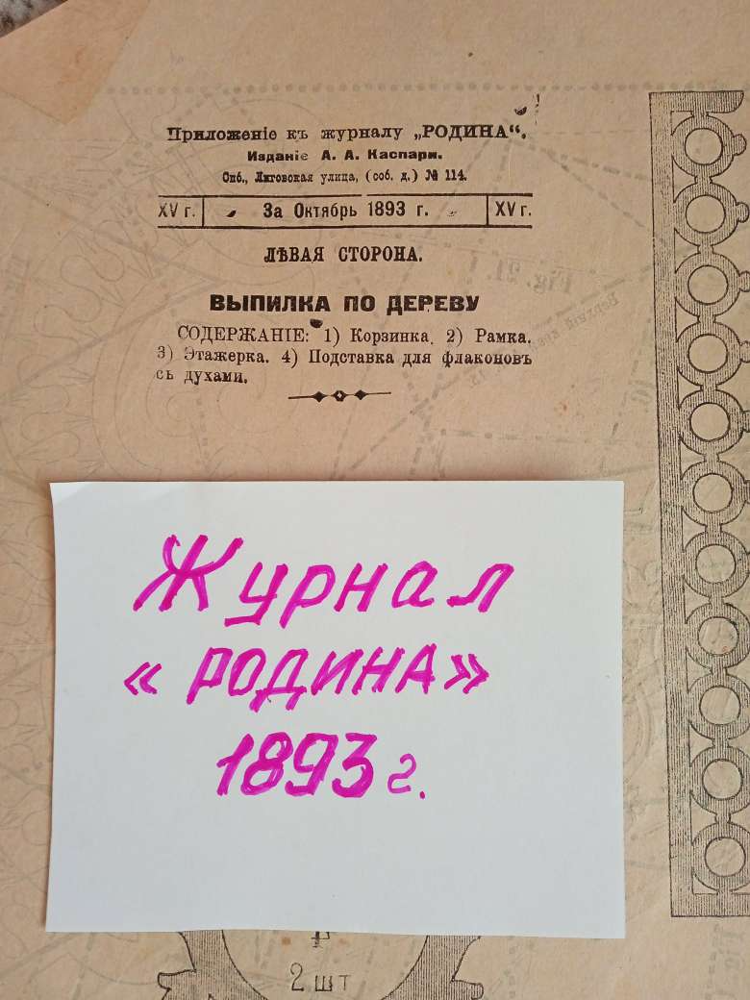 Приложеніе къ журналу „РОДИНА“.
Изданіе А. А. Каспари.
Спб., Лиговская улица, (соб. д.) № 114.
XV г. За Октябрь 1893 г. XV г.
ЛѢВАЯ СТОРОНА.
ВЫПИЛКА ПО ДЕРЕВУ
СОДЕРЖАНІЕ: 1) Корзинка. 2) Рамка.
3) Этажерка. 4) Подставка для флаконовъ
съ духами.
Журнал
«РОДИНА»
1893 г.
2 шт